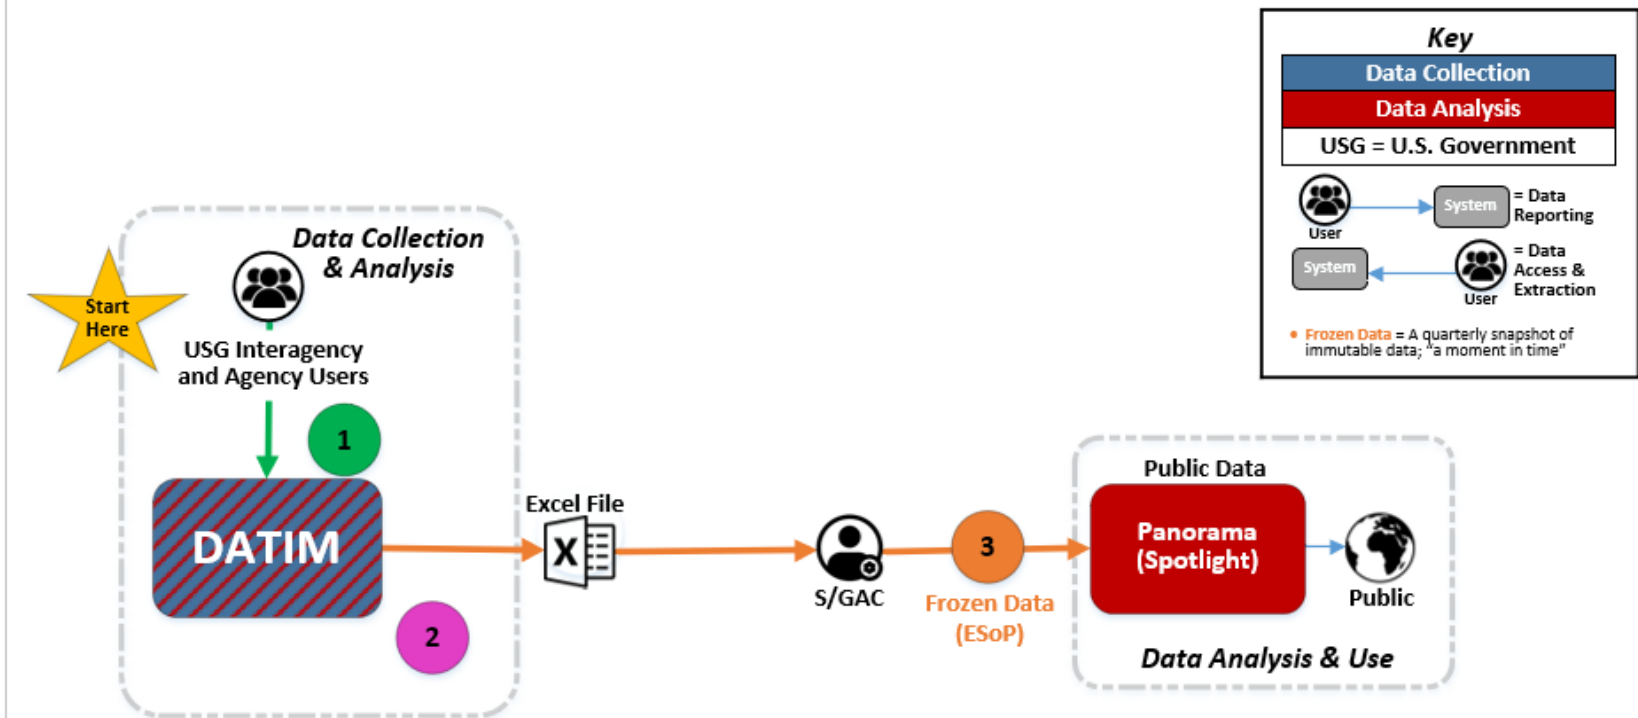 Key
Data Collection
Data Analysis
USG = U.S. Government
User
System
= Data
Reporting
System
User
= Data
Access &
Extraction
• Frozen Data = A quarterly snapshot of
immutable data; "a moment in time"
Start
Here
Data Collection
& Analysis
USG Interagency
and Agency Users
1
DATIM
2
Excel File
X
S/GAC
3
Frozen Data
(ESoP)
Public Data
Panorama
(Spotlight)
Public
Data Analysis & Use